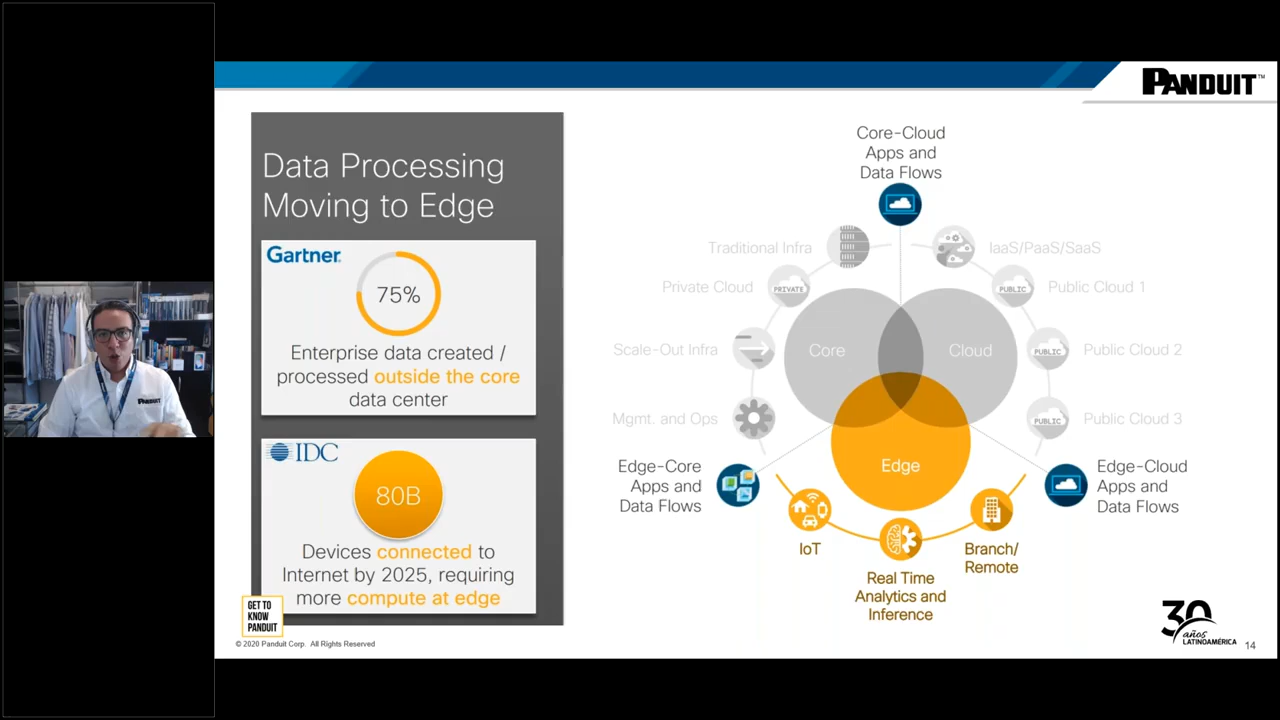 PANDUIT™
Data Processing
Moving to Edge
Gartner
75%
Enterprise data created /
processed outside the core
data center
IDC
80B
Devices connected to
Internet by 2025, requiring
more compute at edge
GET TO
KNOW
PANDUIT
© 2020 Panduit Corp. All Rights Reserved
Core-Cloud
Apps and
Data Flows
Traditional Infra
IaaS/PaaS/SaaS
Private Cloud
PRIVATE
PUBLIC
Public Cloud 1
Scale-Out Infra
Core
Cloud
PUBLIC
Public Cloud 2
Mgmt. and Ops
PUBLIC
Public Cloud 3
Edge-Core
Apps and
Data Flows
Edge
Edge-Cloud
Apps and
Data Flows
IoT
Real Time
Analytics and
Inference
Branch/
Remote
30
años
LATINOAMÉRICA
14
PANDUIT